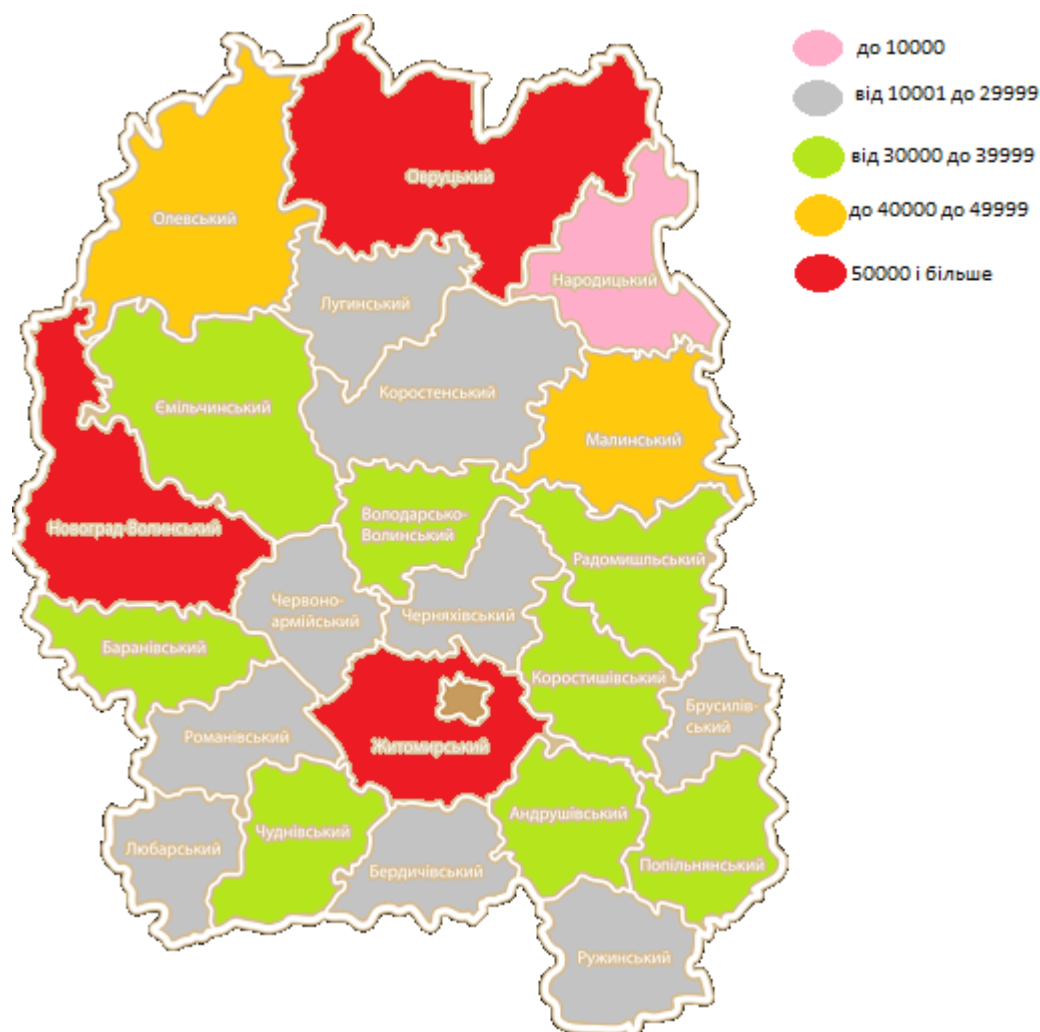 до 10000
від 10001 до 29999
від 30000 до 39999
до 40000 до 49999
50000 і більше
Овруцький
Олевський
Народицький
Лугинський
Коростенський
Ємільчинський
Малинський
Володарсько-
Волинський
Новоград-Волинський
Радомишльський
Червоно-
армійський
Черняхівський
Баранівський
Коростишівський
Брусилів-
ський
Романівський
Житомирський
Андрушівський
Чуднівський
Любарський
Бердичівський
Попільнянський
Ружинський